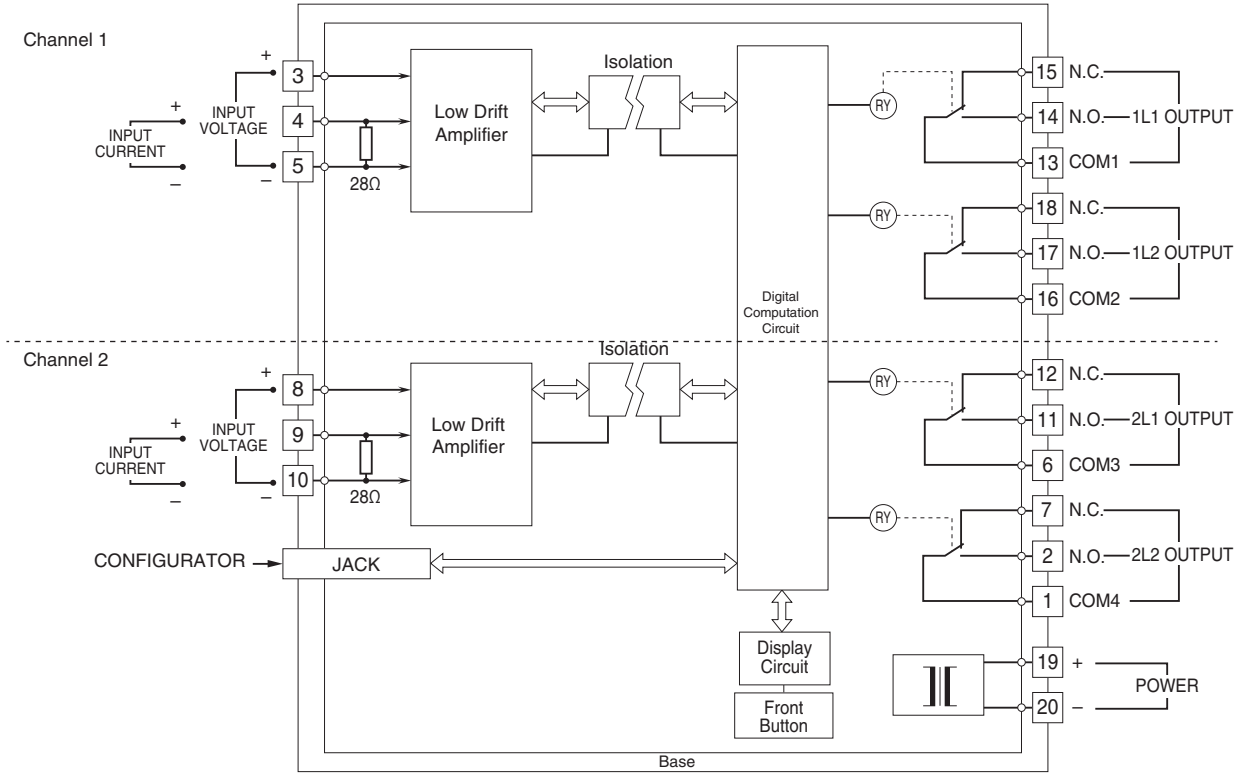 Channel 1
+
3
Isolation
15 N.C.
+
INPUT
VOLTAGE
4
Low Drift
Amplifier
RY
14 N.O. 1L1 OUTPUT
INPUT
CURRENT
–
–
5
28Ω
13 COM1
18 N.C.
RY
17 N.O. 1L2 OUTPUT
Digital
Computation
Circuit
16 COM2
Channel 2
Isolation
+
8
12 N.C.
RY
+
INPUT
VOLTAGE
9
Low Drift
Amplifier
11 N.O. 2L1 OUTPUT
INPUT
CURRENT
–
–
10
28Ω
6 COM3
7 N.C.
RY
CONFIGURATOR
JACK
2 N.O. 2L2 OUTPUT
1 COM4
Display
Circuit
19 +
POWER
Front
Button
20 –
Base